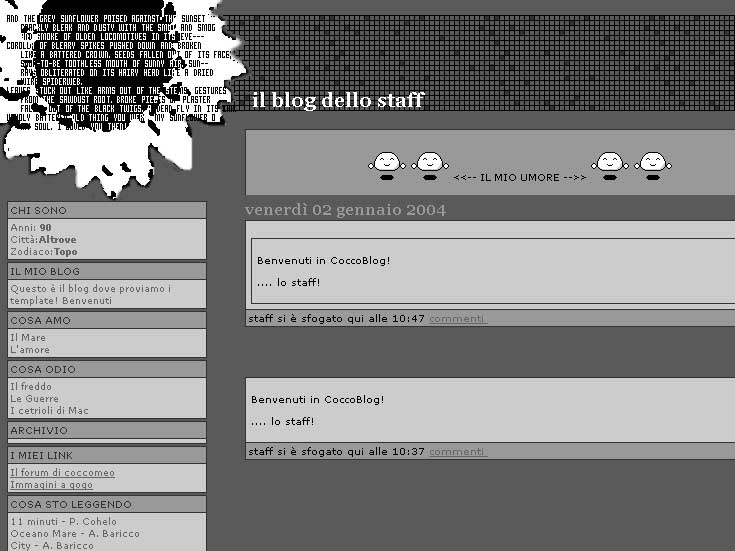 AND THE GREY SUNFLOWER POISED AGAINST THE SUNSET
BLEAK AND DUSTY WITH THE SMUT AND SMOG
AND SMOKE OF OLDEN LOCOMOTIVES IN ITS EYE---
COROLLA OF BLEARY SPIKES PUSHED DOWN AND BROKEN
LIKE A BATTERED CROWN, SEEDS FALLEN OUT OF ITS FACE,
-TO-BE TOOTHLESS MOUTH OF SUNNY AIR, SUN--
RAYS OBLITERATED ON ITS HAIRY HEAD LIKE A DRIED
WIRE SPIDERWEB,
LEAVES STUCK OUT LIKE ARMS OUT OF THE STEM, GESTURES
FROM THE SAWDUST ROOT, BROKE PIECES OF PLASTER
OUT OF THE BLACK TWIGS, A DEAD FLY IN ITS
OLD THING YOU WERE, MY SUNFLOWER O
MY SOUL, I LOVED YOU THEN!
il blog dello staff
<<-- IL MIO UMORE -->>
CHI SONO
Anni: 90
Città:Altrove
Zodiaco:Topo
IL MIO BLOG
Questo è il blog dove proviamo i
template! Benvenuti
COSA AMO
Il Mare
L'amore
COSA ODIO
Il freddo
Le Guerre
I cetrioli di Mac
ARCHIVIO
I MIEI LINK
Il forum di coccomeo
Immagini a gogo
COSA STO LEGGENDO
11 minuti - P. Cohelo
Oceano Mare - A. Baricco
City - A. Baricco
venerdì 02 gennaio 2004
Benvenuti in CoccoBlog!
.... lo staff!
staff si è sfogato qui alle 10:47 commenti
Benvenuti in CoccoBlog!
.... lo staff!
staff si è sfogato qui alle 10:37 commenti